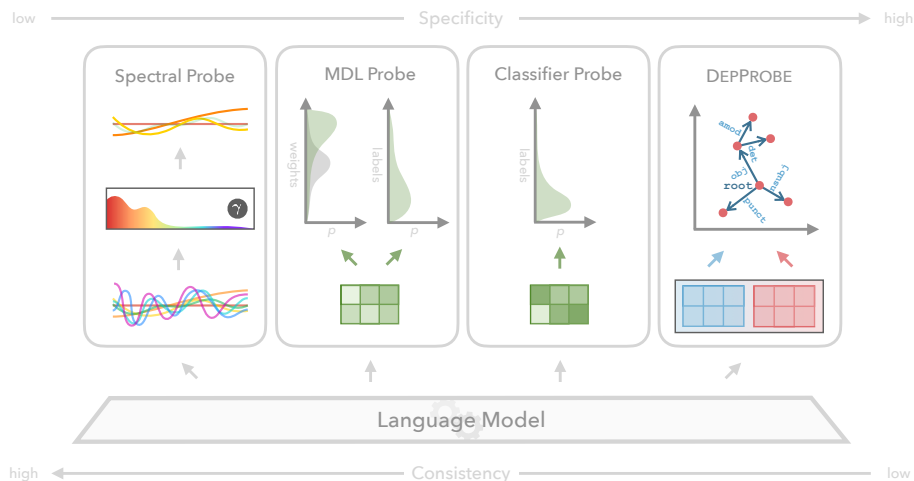 low Specificity high
Spectral Probe MDL Probe Classifier Probe DEPPROBE
weights
labels
labels
amod
det
obj
root
nsubj
punct
γ
p p p
Language Model
high Consistency low